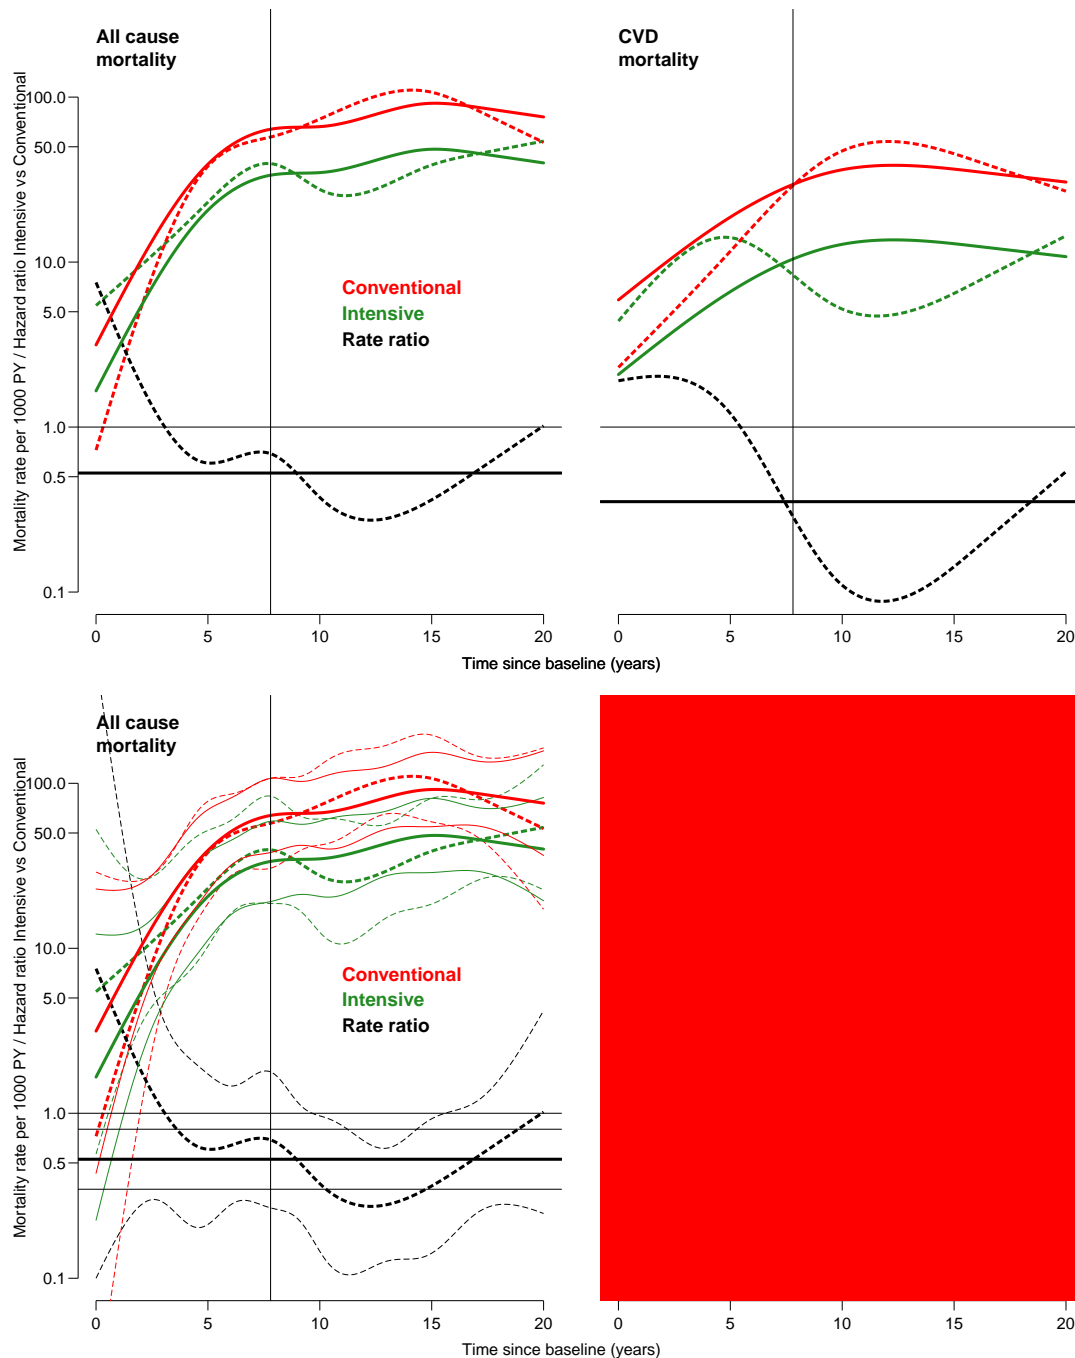 All cause
mortality
CVD
mortality
Mortality rate per 1000 PY / Hazard ratio Intensive vs Conventional
100.0
50.0
10.0
5.0
1.0
0.5
0.1
Conventional
Intensive
Rate ratio
0 5 10 15 20
0 5 10 15 20
Time since baseline (years)
All cause
mortality
Mortality rate per 1000 PY / Hazard ratio Intensive vs Conventional
100.0
50.0
10.0
5.0
1.0
0.5
0.1
Conventional
Intensive
Rate ratio
0 5 10 15 20
0 5 10 15 20
Time since baseline (years)